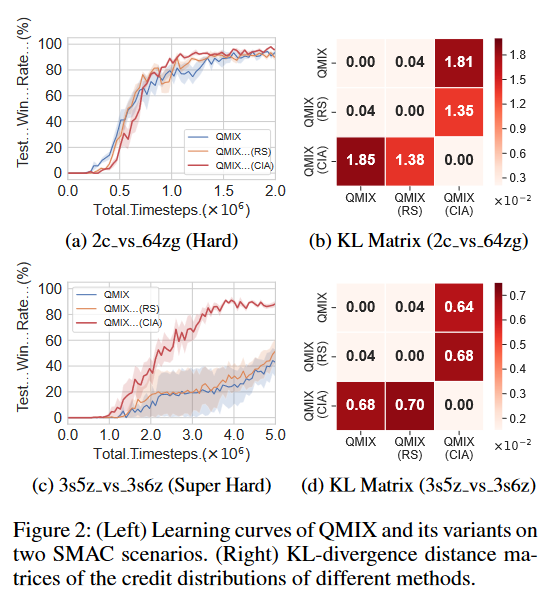 100
80
60
40
20
0
Test...Win...Rate...(%)
QMIX
QMIX...(RS)
QMIX...(CIA)
0.0 0.5 1.0 1.5 2.0
Total.Timesteps.(×10⁶)
(a) 2c_vs_64zg (Hard)
QMIX
QMIX (RS)
QMIX (CIA)
0.00 0.04 1.81
0.04 0.00 1.35
1.85 1.38 0.00
QMIX QMIX (RS) QMIX (CIA)
1.8
1.5
1.2
0.9
0.6
0.3
×10⁻²
(b) KL Matrix (2c_vs_64zg)
100
80
60
40
20
0
Test...Win...Rate...(%)
QMIX
QMIX...(RS)
QMIX...(CIA)
0.0 1.0 2.0 3.0 4.0 5.0
Total.Timesteps.(×10⁶)
(c) 3s5z_vs_3s6z (Super Hard)
QMIX
QMIX (RS)
QMIX (CIA)
0.00 0.04 0.64
0.04 0.00 0.68
0.68 0.70 0.00
QMIX QMIX (RS) QMIX (CIA)
0.7
0.6
0.5
0.4
0.3
0.2
×10⁻²
(d) KL Matrix (3s5z_vs_3s6z)
Figure 2: (Left) Learning curves of QMIX and its variants on
two SMAC scenarios. (Right) KL-divergence distance ma-
trices of the credit distributions of different methods.